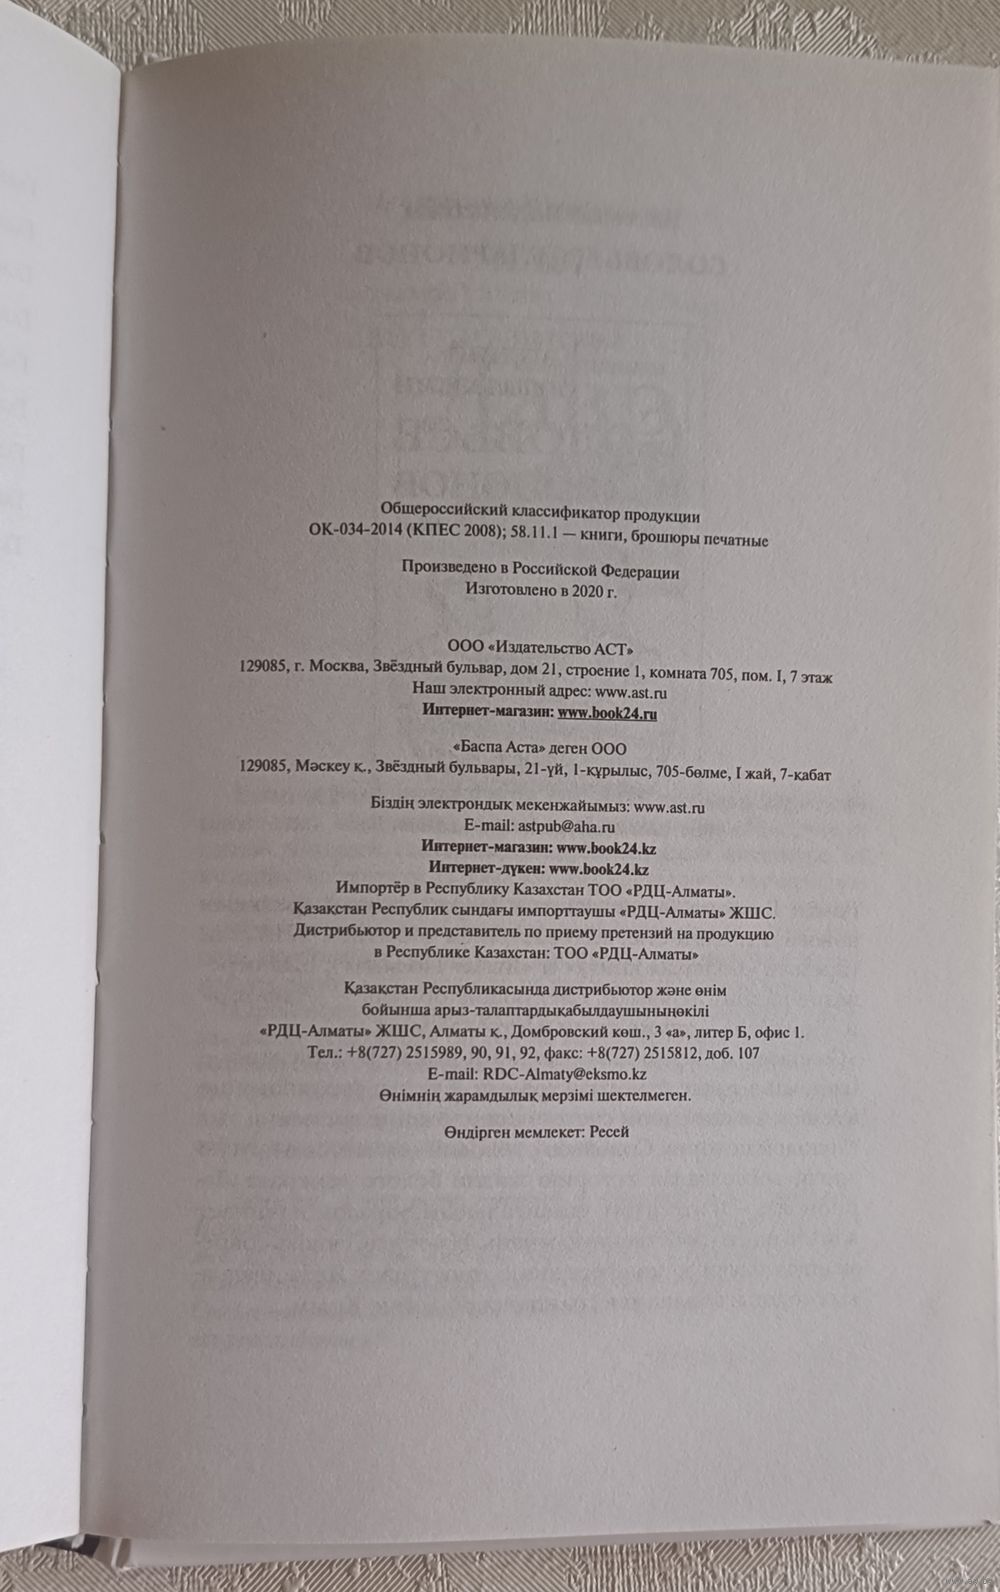 Общероссийский классификатор продукции
ОК-034-2014 (КПЕС 2008); 58.11.1 — книги, брошюры печатные
Произведено в Российской Федерации
Изготовлено в 2020 г.
ООО «Издательство АСТ»
129085, г. Москва, Звёздный бульвар, дом 21, строение 1, комната 705, пом. I, 7 этаж
Наш электронный адрес: www.ast.ru
Интернет-магазин: www.book24.ru
«Баспа Аста» деген ООО
129085, Мәскеу қ., Звёздный бульвары, 21-үй, 1-құрылыс, 705-бөлме, I жай, 7-қабат
Біздің электрондық мекенжайымыз: www.ast.ru
E-mail: astpub@aha.ru
Интернет-магазин: www.book24.kz
Интернет-дүкен: www.book24.kz
Импортёр в Республику Казахстан ТОО «РДЦ-Алматы».
Қазақстан Республик сындағы импорттаушы «РДЦ-Алматы» ЖШС.
Дистрибьютор и представитель по приему претензий на продукцию
в Республике Казахстан: ТОО «РДЦ-Алматы»
Қазақстан Республикасында дистрибьютор және өнім
бойынша арыз-талаптардықабылдаушыныңөкілі
«РДЦ-Алматы» ЖШС, Алматы қ., Домбровский көш., 3 «а», литер Б, офис 1.
Тел.: +8(727) 2515989, 90, 91, 92, факс: +8(727) 2515812, доб. 107
E-mail: RDC-Almaty@eksmo.kz
Өнімнің жарамдылық мерзімі шектелмеген.
Өндірген мемлекет: Ресей